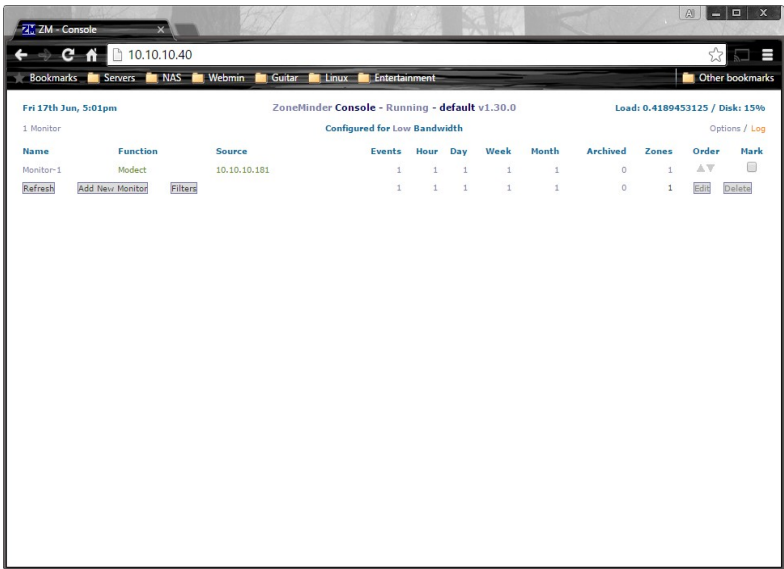 ZM - Console
10.10.10.40
Bookmarks Servers NAS Webmin Guitar Linux Entertainment Other bookmarks
Fri 17th Jun, 5:01pm ZoneMinder Console - Running - default v1.30.0 Load: 0.4189453125 / Disk: 15%
1 Monitor Configured for Low Bandwidth Options / Log
Name Function Source Events Hour Day Week Month Archived Zones Order Mark
Monitor-1 Modect 10.10.10.181 1 1 1 1 1 0 1
Refresh Add New Monitor Filters 1 1 1 1 1 0 1 Edit Delete